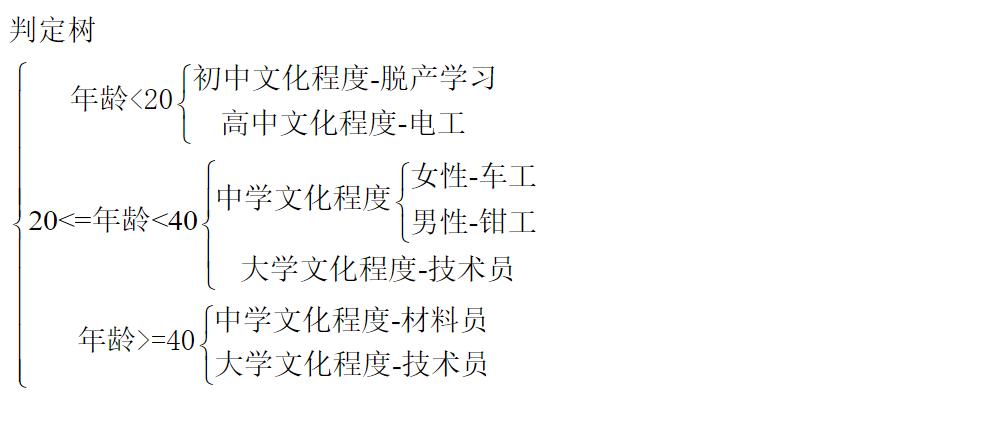 判定树
年龄<20
初中文化程度-脱产学习
高中文化程度-电工
20<=年龄<40
中学文化程度
女性-车工
男性-钳工
大学文化程度-技术员
年龄>=40
中学文化程度-材料员
大学文化程度-技术员